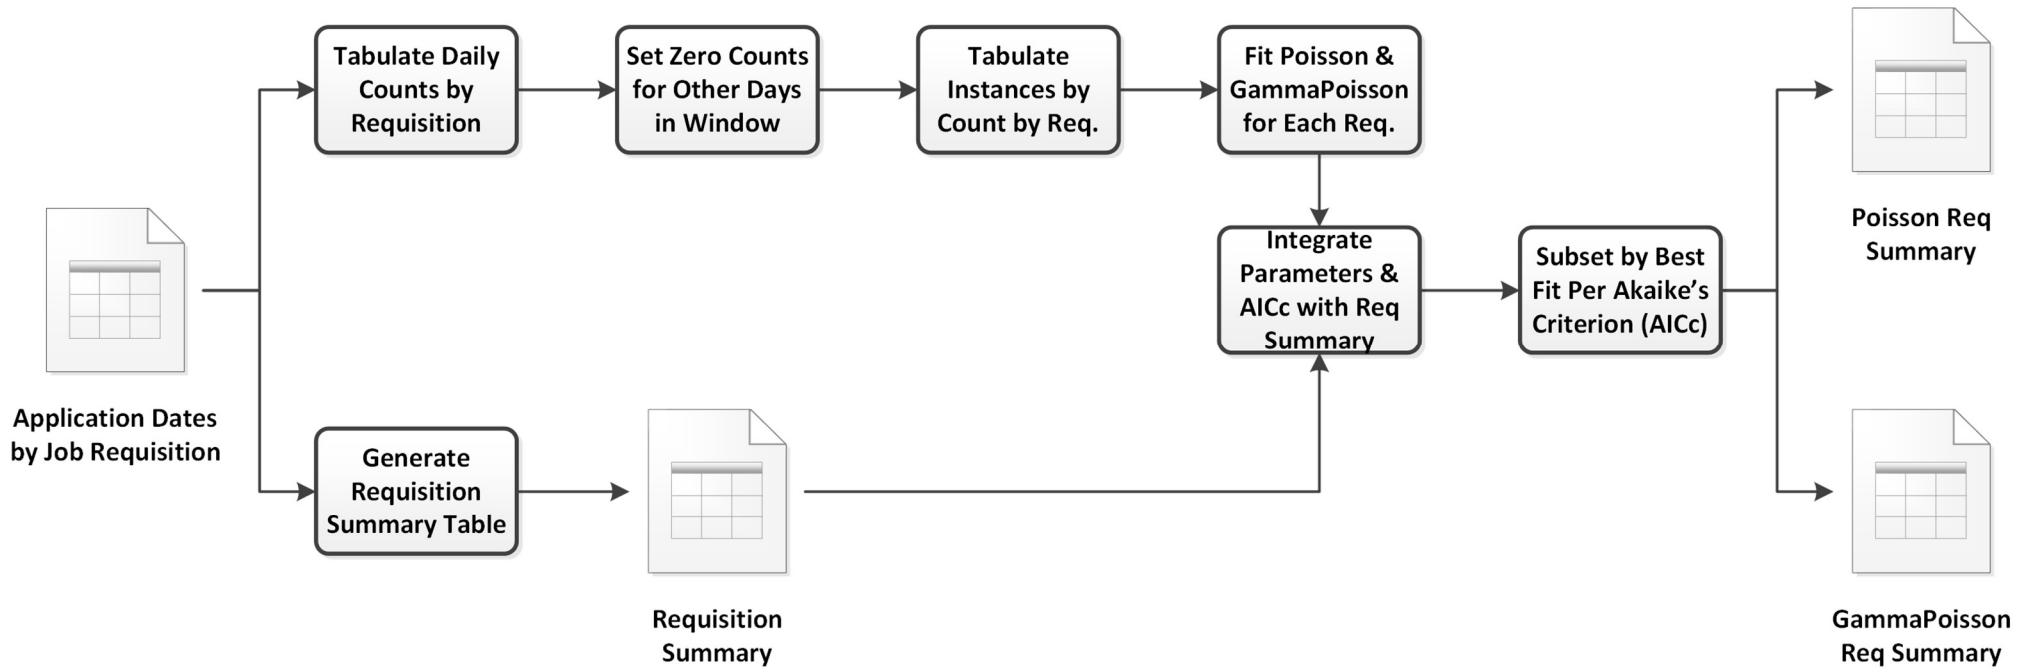 Tabulate Daily
Counts by
Requisition
Set Zero Counts
for Other Days
in Window
Tabulate
Instances by
Count by Req.
Fit Poisson &
GammaPoisson
for Each Req.
Poisson Req
Summary
Application Dates
by Job Requisition
Integrate
Parameters &
AICc with Req
Summary
Subset by Best
Fit Per Akaike’s
Criterion (AICc)
Generate
Requisition
Summary Table
Requisition
Summary
GammaPoisson
Req Summary